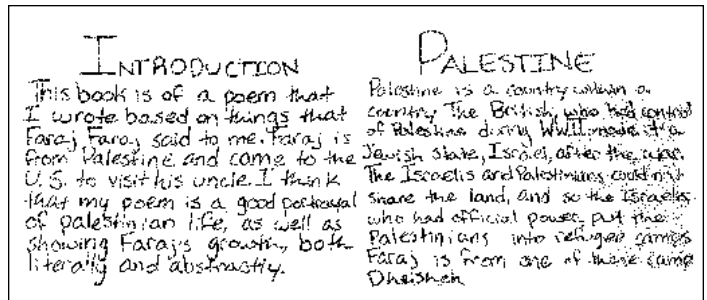 INTRODUCTION
This book is of a poem that
I wrote based on things that
Faraj Faraj said to me. Faraj is
from Palestine and came to the
U.S. to visit his uncle. I think
that my poem is a good portrayal
of palestinian life, as well as
showing Faraj's growth, both
literally and abstractly.
PALESTINE
Palestine is a country within a
country. The British, who had control
of Palestine during WWII made it a
Jewish state, Israel, after the war.
The Israelis and Palestinians could not
share the land, and so the Israelis
who had official power put the
Palestinians into refugee camps
Faraj is from one of these camp
Dheisheh